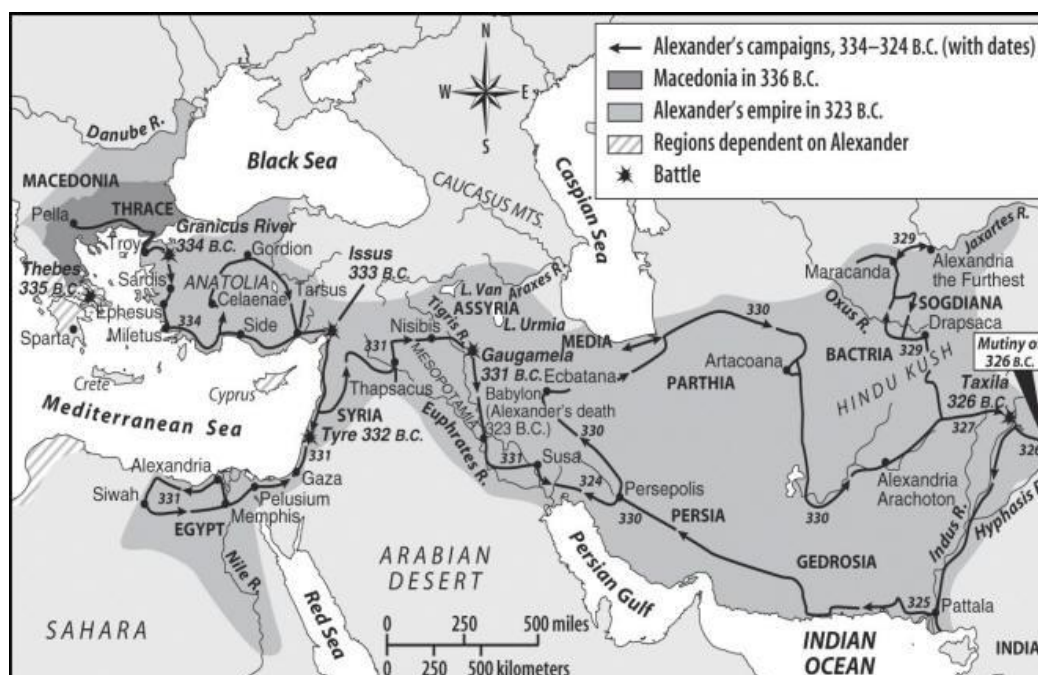 N
W
E
S
Alexander's campaigns, 334–324 B.C. (with dates)
Macedonia in 336 B.C.
Alexander's empire in 323 B.C.
Regions dependent on Alexander
Battle
Danube R.
Black Sea
CAUCASUS MTS.
Caspian Sea
MACEDONIA
Pella
THRACE
Granicus River
334 B.C.
Troy
Gordion
Issus
333 B.C.
Thebes
335 B.C.
Sardis
ANATOLIA
Celaenae
Tarsus
Ephesus
Sparta
Miletus
334
Side
Crete
Cyprus
Mediterranean Sea
L. Van
ASSYRIA
Araxes R.
L. Urmia
Tigris R.
Nisibis
331
MESOPOTAMIA
Thapsacus
SYRIA
Euphrates R.
Gaugamela
331 B.C.
MEDIA
Ecbatana
Babylon
(Alexander's death
323 B.C.)
330
Tyre 332 B.C.
331
Gaza
Alexandria
Siwah
331
Pelusium
Memphis
EGYPT
Nile R.
Red Sea
SAHARA
ARABIAN
DESERT
331
Susa
324
Persepolis
330
PERSIA
Persian Gulf
330
PARTHIA
Artacoana
330
329
Jaxartes R.
Maracanda
Alexandria
the Furthest
Oxus R.
SOGDIANA
Drapsaca
BACTRIA
329
HINDU KUSH
Mutiny of
326 B.C.
Taxila
326 B.C.
327
326
Alexandria
Arachoton
Indus R.
Hyphasis R.
GEDROSIA
325
Pattala
INDIAN
OCEAN
INDIA
0 250 500 miles
0 250 500 kilometers